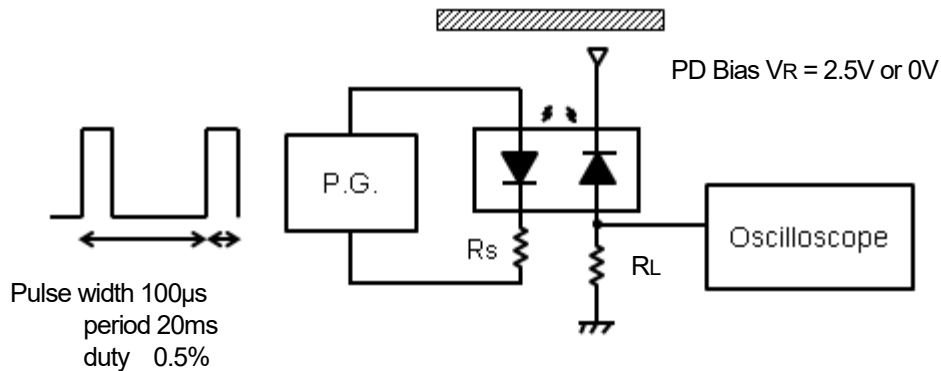 PD Bias VR = 2.5V or 0V
P.G.
Rs
RL
Oscilloscope
Pulse width 100µs
period 20ms
duty 0.5%